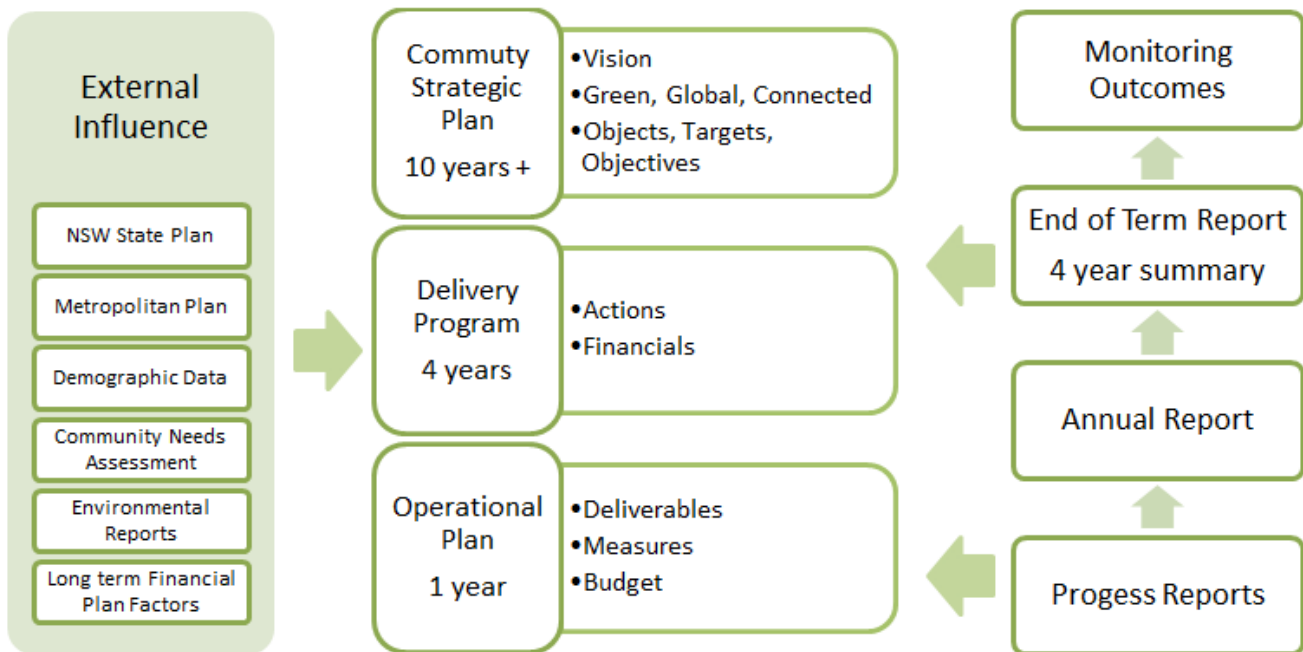 External
Influence
NSW State Plan
Metropolitan Plan
Demographic Data
Community Needs
Assessment
Environmental
Reports
Long term Financial
Plan Factors
Commuty
Strategic
Plan
10 years +
•Vision
•Green, Global, Connected
•Objects, Targets,
Objectives
Delivery
Program
4 years
•Actions
•Financials
Operational
Plan
1 year
•Deliverables
•Measures
•Budget
Monitoring
Outcomes
End of Term Report
4 year summary
Annual Report
Progess Reports